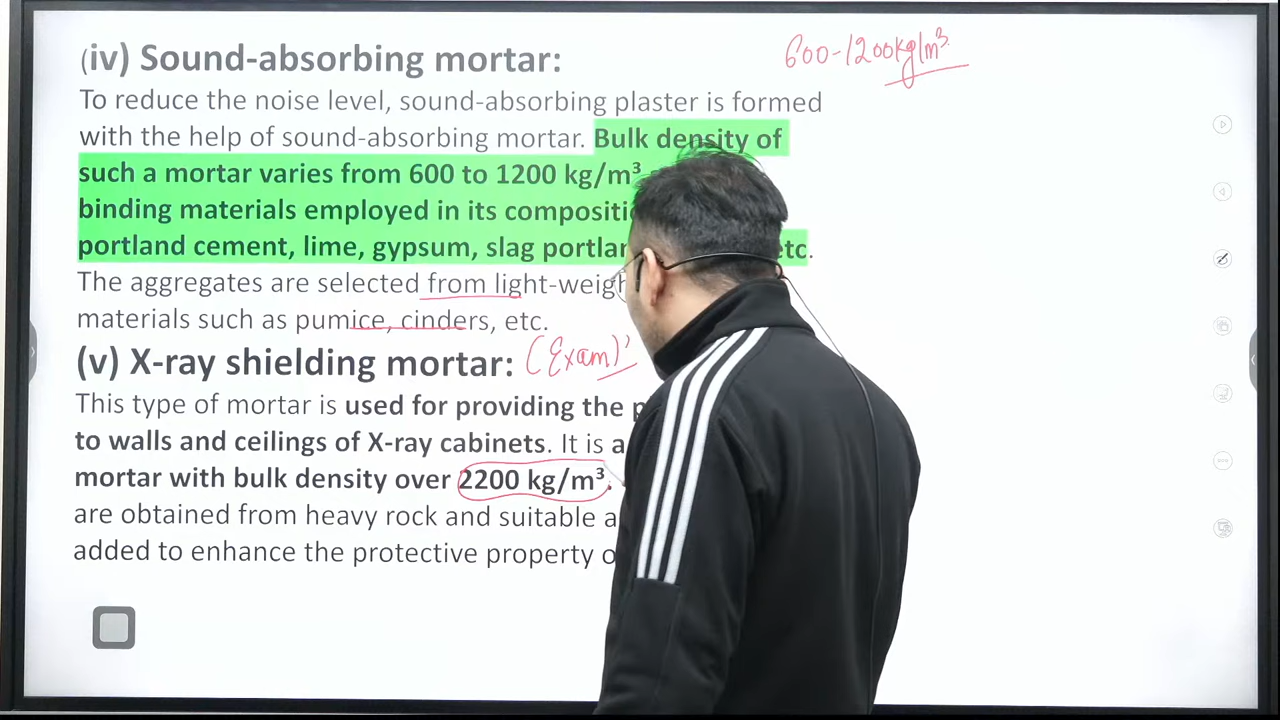 (iv) Sound-absorbing mortar:
600-1200kg/m³
To reduce the noise level, sound-absorbing plaster is formed
with the help of sound-absorbing mortar. Bulk density of
such a mortar varies from 600 to 1200 kg/m³
binding materials employed in its
portland cement, lime, gypsum, slag etc.
The aggregates are selected from
materials such as pumice, cinders, etc.
(v) X-ray shielding mortar: (Exam)
This type of mortar is used for providing the
to walls and ceilings of X-ray cabinets. It is
mortar with bulk density over 2200 kg/m³.
are obtained from heavy rock and suitable
added to enhance the protective property